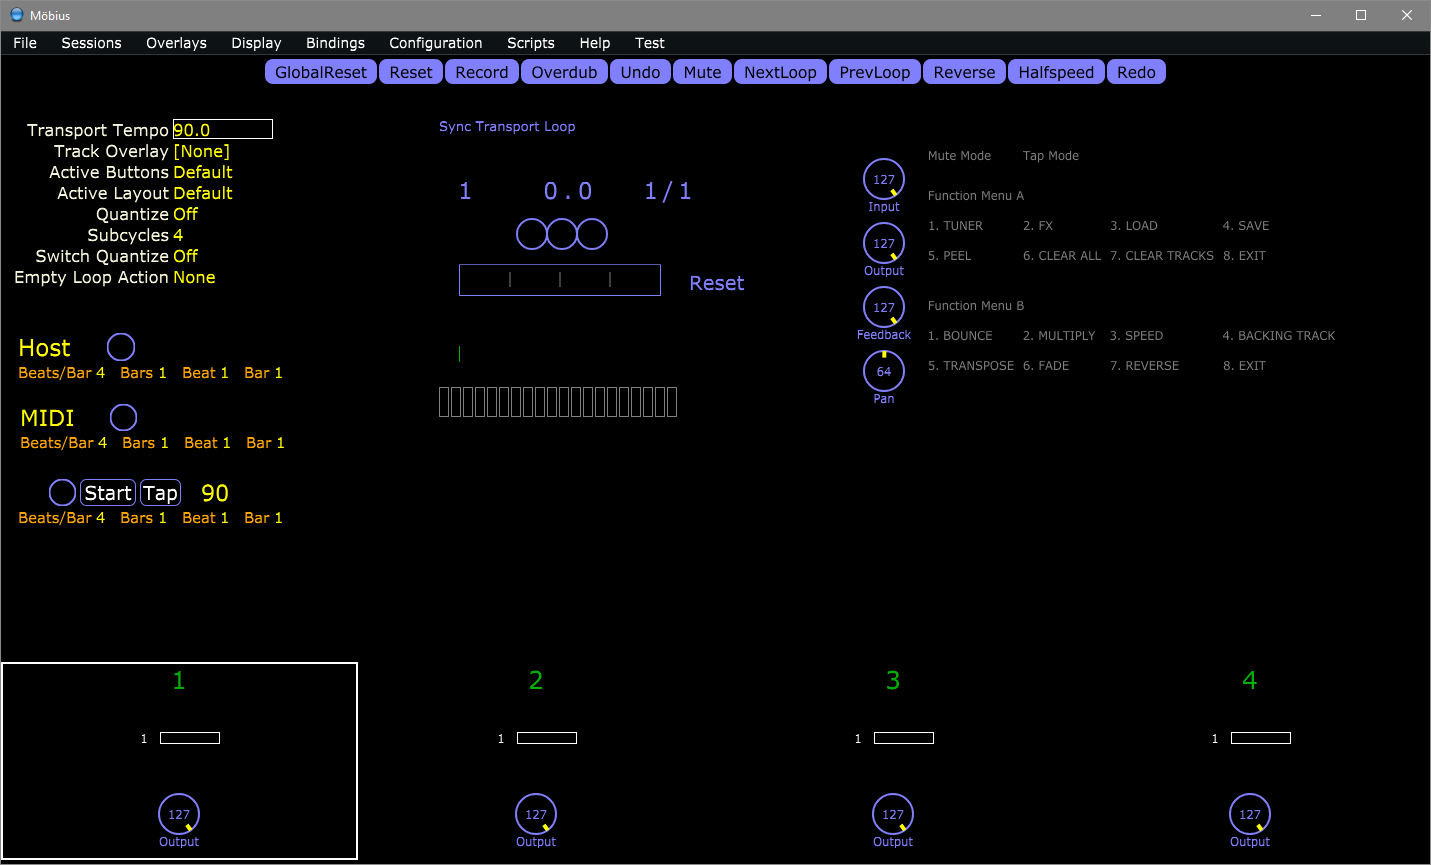 Möbius
File Sessions Overlays Display Bindings Configuration Scripts Help Test
GlobalReset Reset Record Overdub Undo Mute NextLoop PrevLoop Reverse Halfspeed Redo
Transport Tempo 90.0
Track Overlay [None]
Active Buttons Default
Active Layout Default
Quantize Off
Subcycles 4
Switch Quantize Off
Empty Loop Action None
Host
Beats/Bar 4 Bars 1 Beat 1 Bar 1
MIDI
Beats/Bar 4 Bars 1 Beat 1 Bar 1
Start Tap 90
Beats/Bar 4 Bars 1 Beat 1 Bar 1
Sync Transport Loop
1 0.0 1/1
Reset
127
Input
127
Output
127
Feedback
64
Pan
Mute Mode Tap Mode
Function Menu A
1. TUNER 2. FX 3. LOAD 4. SAVE
5. PEEL 6. CLEAR ALL 7. CLEAR TRACKS 8. EXIT
Function Menu B
1. BOUNCE 2. MULTIPLY 3. SPEED 4. BACKING TRACK
5. TRANSPOSE 6. FADE 7. REVERSE 8. EXIT
1
1
127
Output
2
1
127
Output
3
1
127
Output
4
1
127
Output